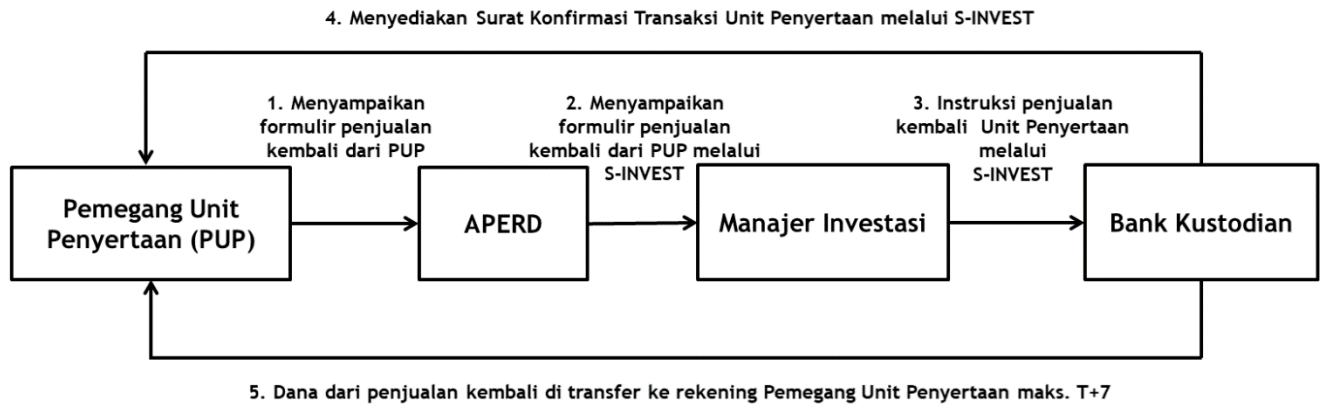 4. Menyediakan Surat Konfirmasi Transaksi Unit Penyertaan melalui S-INVEST
1. Menyampaikan
formulir penjualan
kembali dari PUP
2. Menyampaikan
formulir penjualan
kembali dari PUP melalui
S-INVEST
3. Instruksi penjualan
kembali Unit Penyertaan
melalui
S-INVEST
Pemegang Unit
Penyertaan (PUP)
APERD
Manajer Investasi
Bank Kustodian
5. Dana dari penjualan kembali di transfer ke rekening Pemegang Unit Penyertaan maks. T+7